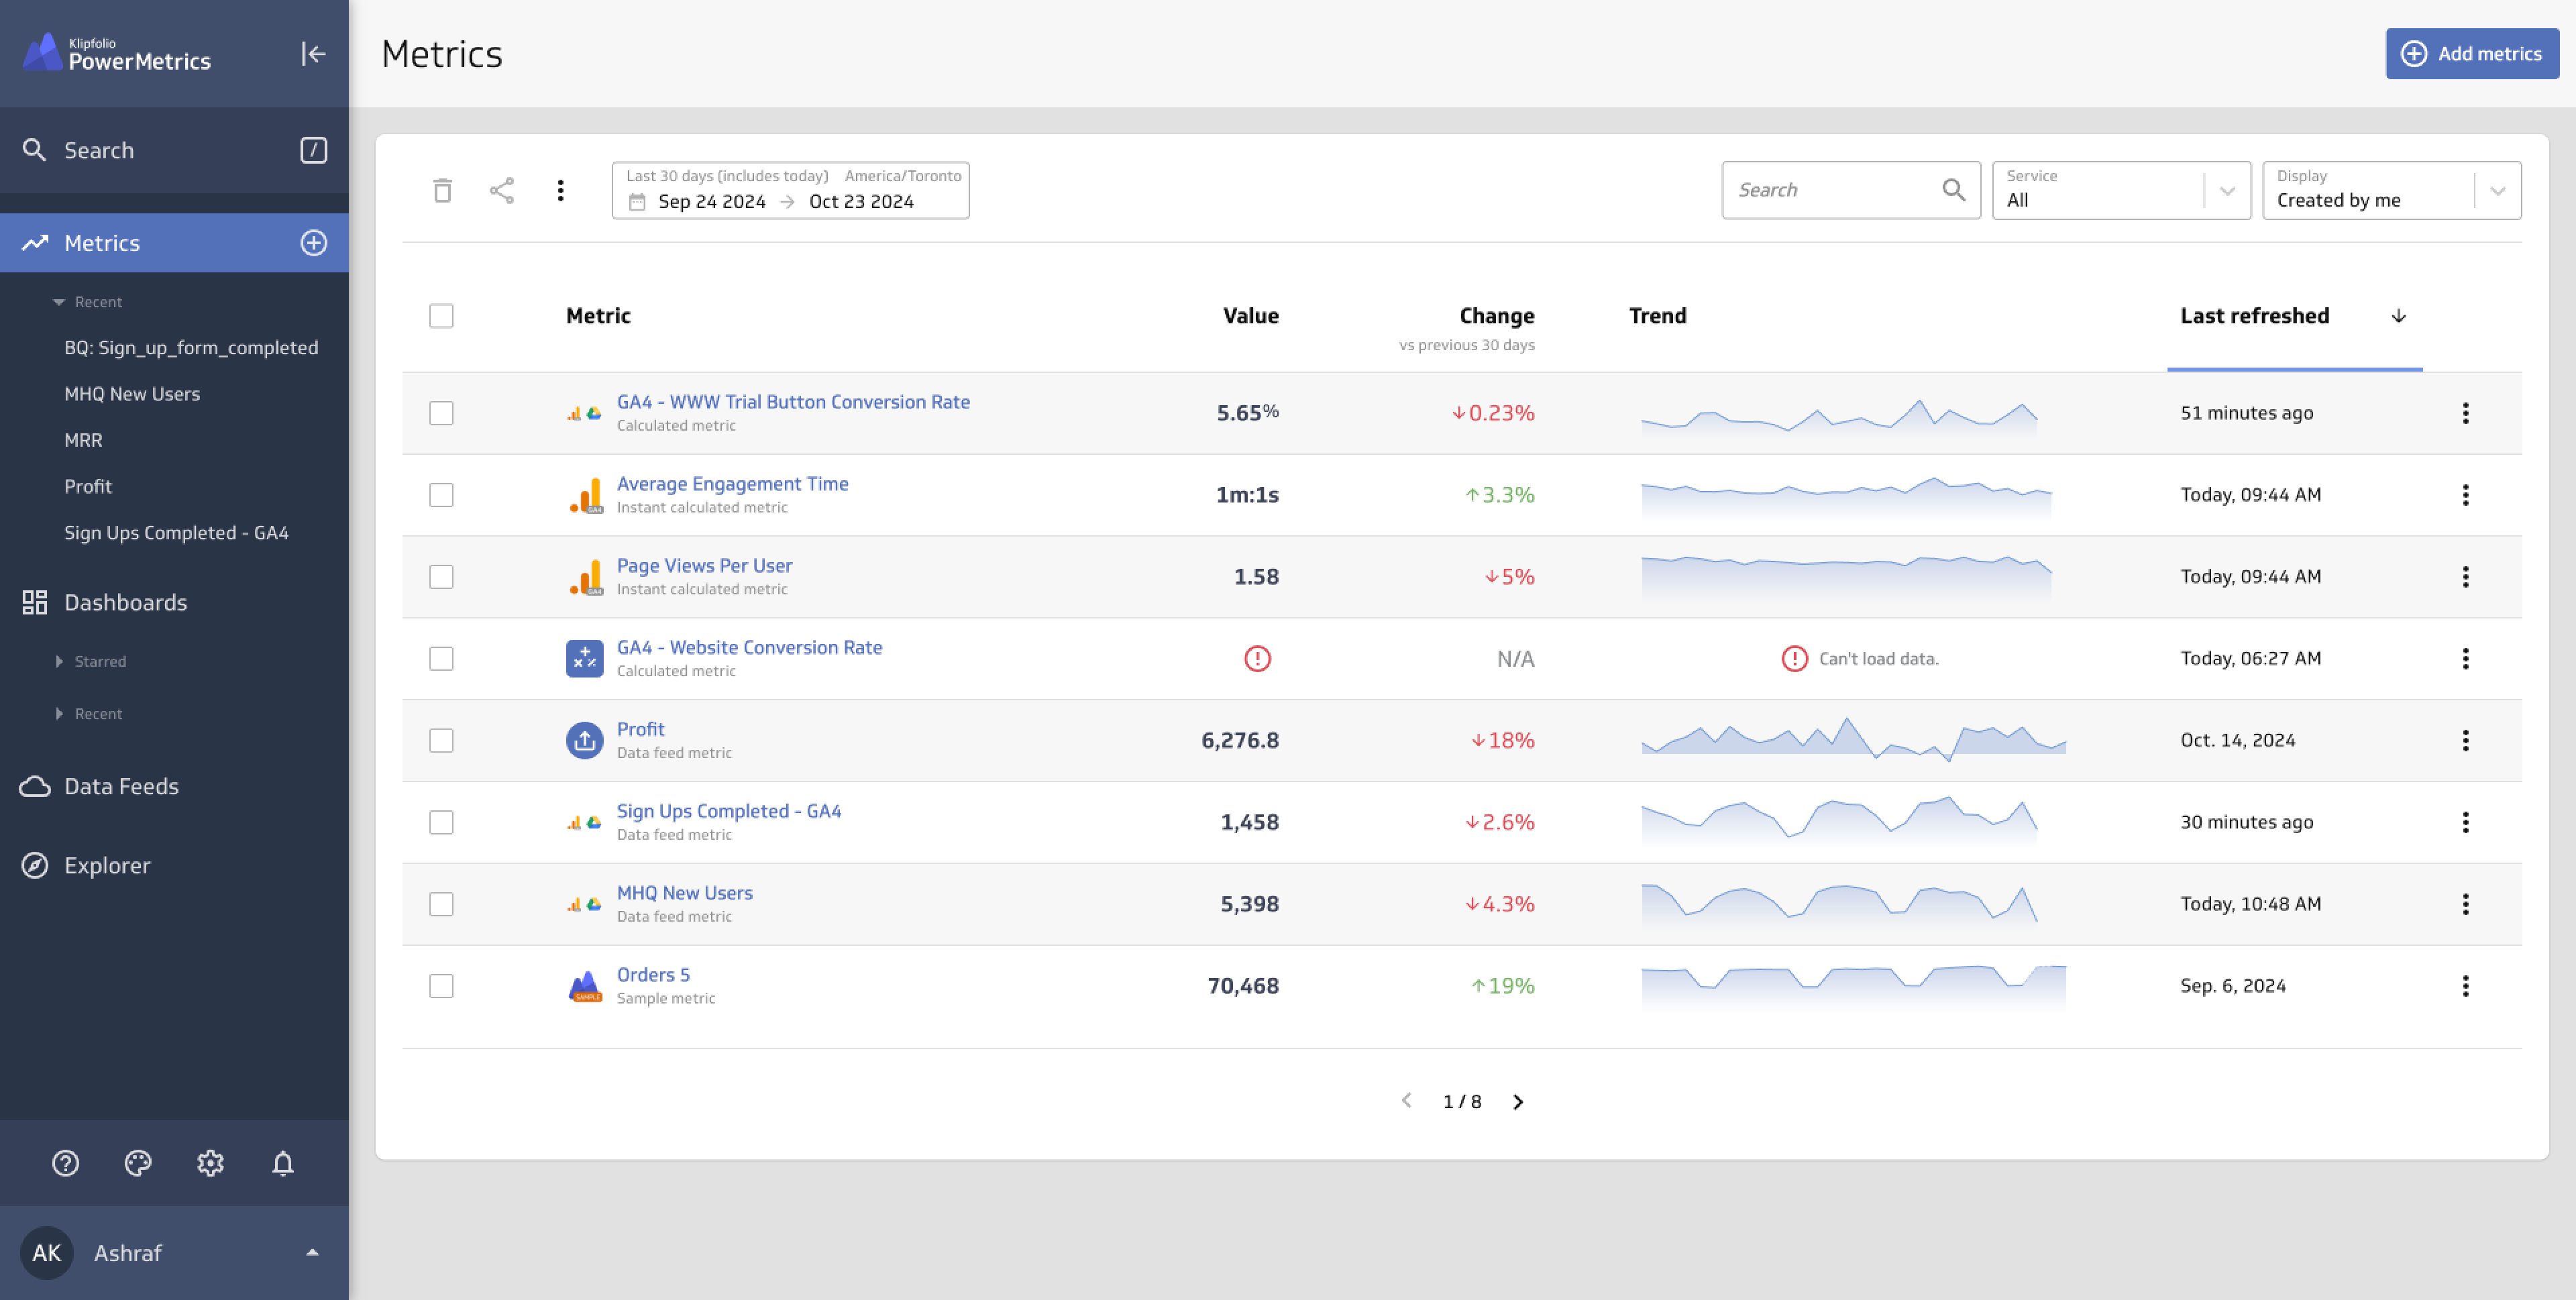 Klipfolio
PowerMetrics
Search
/
Metrics
Recent
BQ: Sign_up_form_completed
MHQ New Users
MRR
Profit
Sign Ups Completed - GA4
Dashboards
Starred
Recent
Data Feeds
Explorer
AK
Ashraf
Metrics
Add metrics
Last 30 days (includes today) America/Toronto
Sep 24 2024 → Oct 23 2024
Search
Service
All
Display
Created by me
Metric Value Change Trend Last refreshed
vs previous 30 days
GA4 - WWW Trial Button Conversion Rate
Calculated metric
5.65% ↓0.23% 51 minutes ago
Average Engagement Time
Instant calculated metric
GA4
1m:1s ↑3.3% Today, 09:44 AM
Page Views Per User
Instant calculated metric
GA4
1.58 ↓5% Today, 09:44 AM
GA4 - Website Conversion Rate
Calculated metric
N/A Can't load data. Today, 06:27 AM
Profit
Data feed metric
6,276.8 ↓18% Oct. 14, 2024
Sign Ups Completed - GA4
Data feed metric
1,458 ↓2.6% 30 minutes ago
MHQ New Users
Data feed metric
5,398 ↓4.3% Today, 10:48 AM
Orders 5
Sample metric
SAMPLE
70,468 ↑19% Sep. 6, 2024
1 / 8